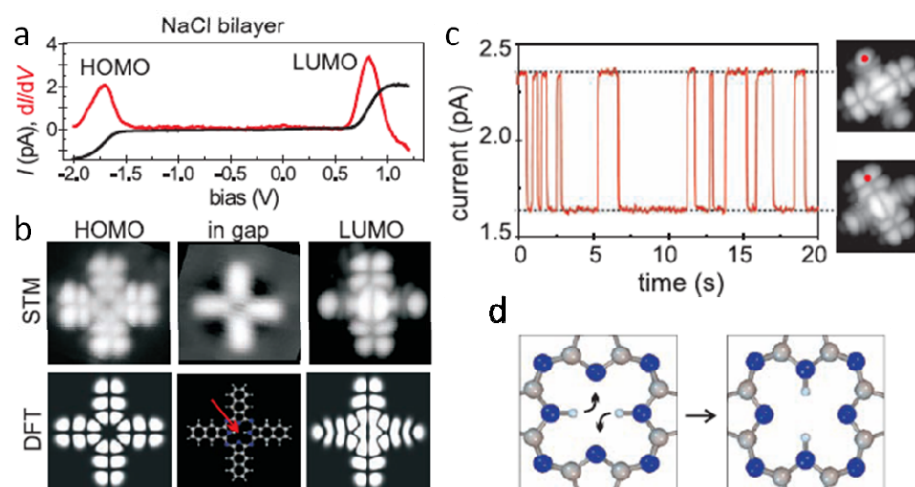 a
NaCl bilayer
I (pA), dI/dV
4
2
0
HOMO
LUMO
-2.0 -1.5 -1.0 -0.5 0.0 0.5 1.0
bias (V)
b
HOMO in gap LUMO
STM
DFT
c
current (pA)
2.5
2.0
1.5
0 5 10 15 20
time (s)
d